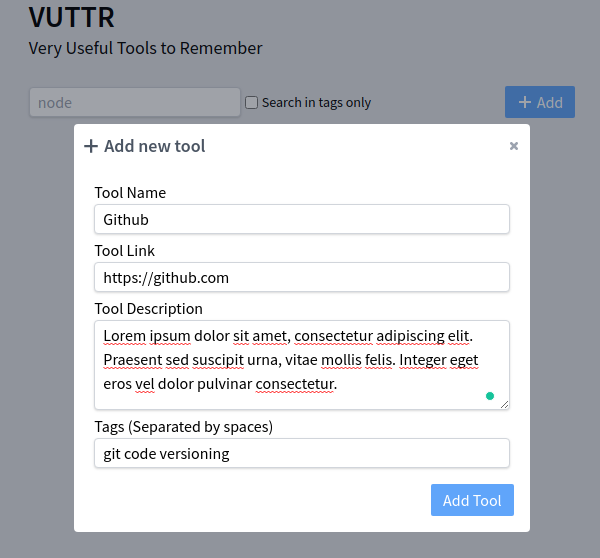 VUTTR
Very Useful Tools to Remember
node
Search in tags only
+ Add
+ Add new tool
×
Tool Name
Github
Tool Link
https://github.com
Tool Description
Lorem ipsum dolor sit amet, consectetur adipiscing elit.
Praesent sed suscipit urna, vitae mollis felis. Integer eget
eros vel dolor pulvinar consectetur.
Tags (Separated by spaces)
git code versioning
Add Tool